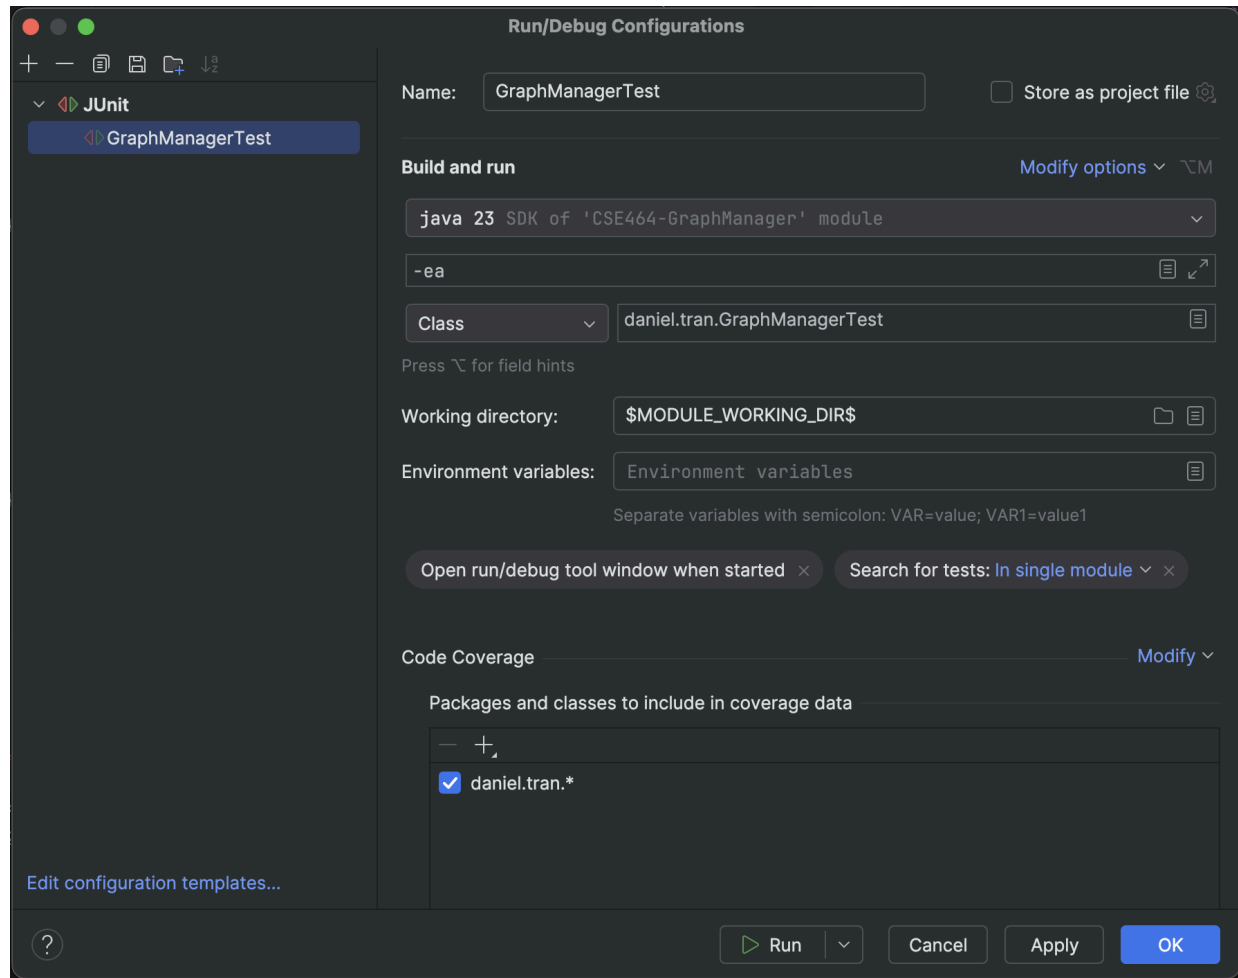 Run/Debug Configurations
JUnit
GraphManagerTest
Edit configuration templates...
Name: GraphManagerTest Store as project file
Build and run Modify options ⌥M
java 23 SDK of 'CSE464-GraphManager' module
-ea
Class daniel.tran.GraphManagerTest
Press ⌥ for field hints
Working directory: $MODULE_WORKING_DIR$
Environment variables: Environment variables
Separate variables with semicolon: VAR=value; VAR1=value1
Open run/debug tool window when started × Search for tests: In single module ×
Code Coverage Modify
Packages and classes to include in coverage data
daniel.tran.*
? Run Cancel Apply OK